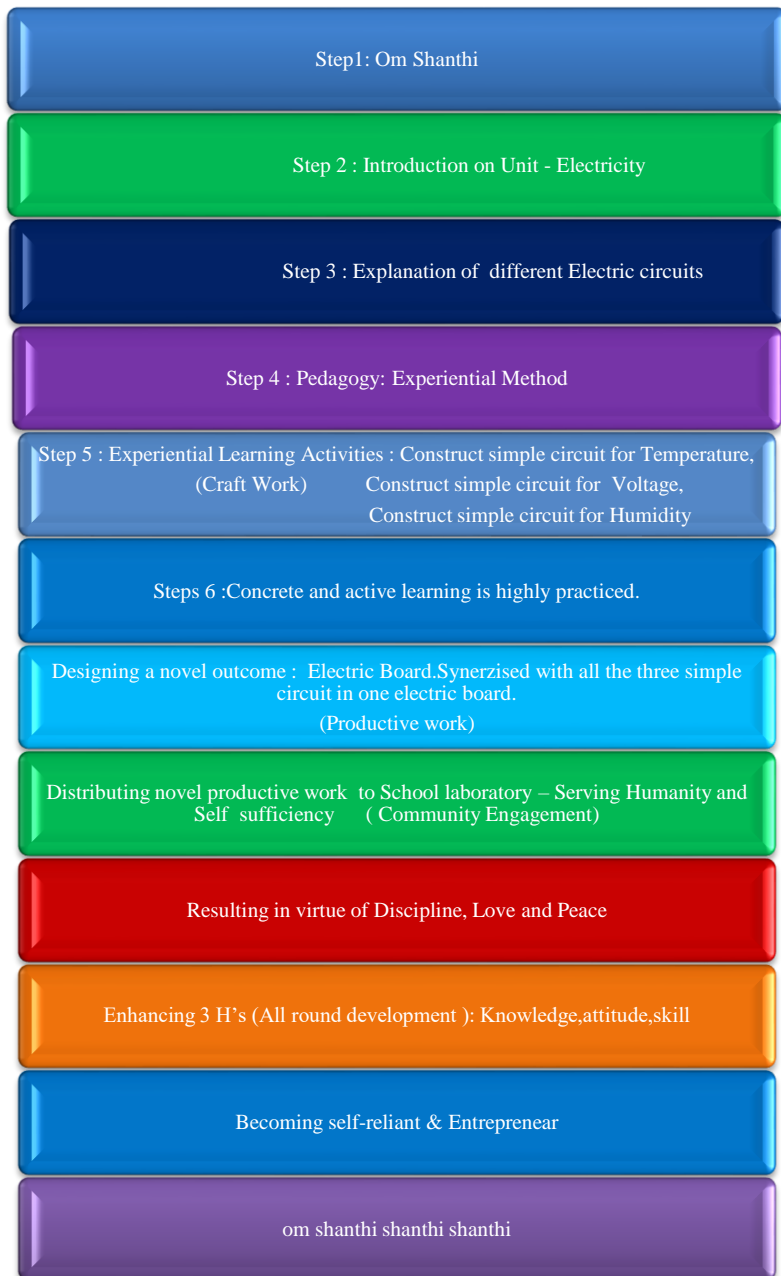 Step1: Om Shanthi
Step 2 : Introduction on Unit - Electricity
Step 3 : Explanation of different Electric circuits
Step 4 : Pedagogy: Experiential Method
Step 5 : Experiential Learning Activities : Construct simple circuit for Temperature,
(Craft Work) Construct simple circuit for Voltage,
Construct simple circuit for Humidity
Steps 6 :Concrete and active learning is highly practiced.
Designing a novel outcome : Electric Board.Synerzised with all the three simple
circuit in one electric board.
(Productive work)
Distributing novel productive work to School laboratory – Serving Humanity and
Self sufficiency ( Community Engagement)
Resulting in virtue of Discipline, Love and Peace
Enhancing 3 H's (All round development ): Knowledge,attitude,skill
Becoming self-reliant & Entreprenear
om shanthi shanthi shanthi